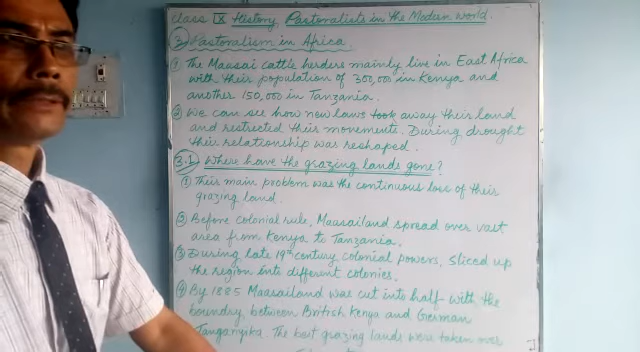 Class IX History. Pastoralists in the Modern World.
3. Pastoralism in Africa
① The Maasai cattle herders mainly live in East Africa
with their population of 300,000 in Kenya and
another 150,000 in Tanzania.
② We can see how new laws took away their land
and restricted their movements. During drought
their relationship was reshaped.
3.1 Where have the grazing lands gone?
① Their main problem was the continuous loss of their
grazing land.
② Before colonial rule, Maasailand spread over vast
area from Kenya to Tanzania.
③ During late 19th century colonial powers, sliced up
the region into different colonies.
④ By 1885 Maasailand was cut into half with the
boundry between British Kenya and German
Tanganyika. The best grazing lands were taken over